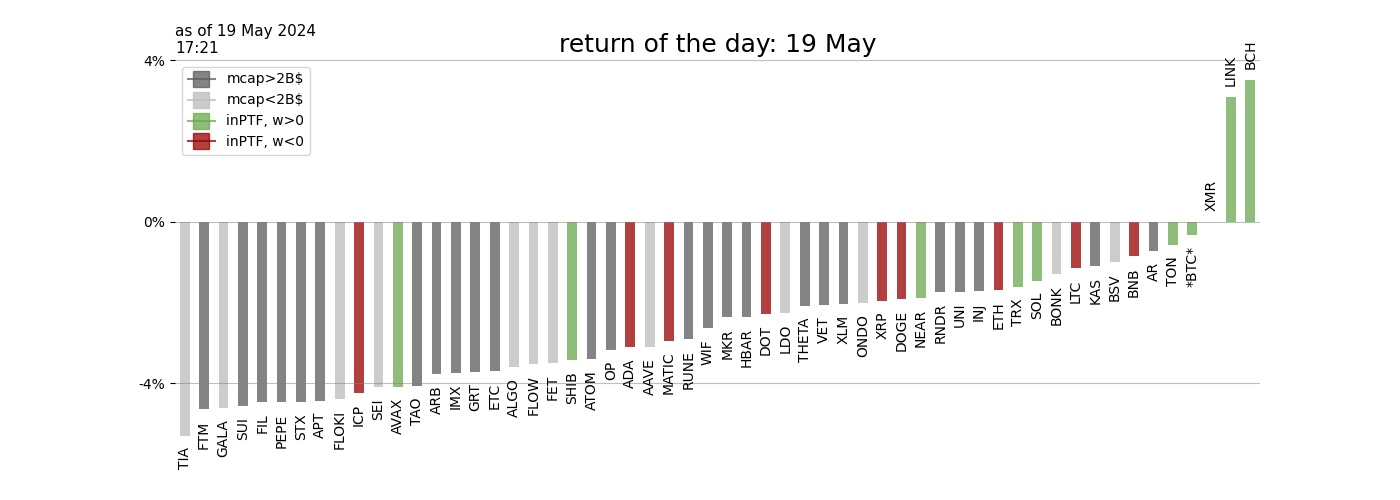 as of 19 May 2024
17:21
return of the day: 19 May
4%
0%
-4%
mcap>2B$
mcap<2B$
inPTF, w>0
inPTF, w<0
TIA
FTM
GALA
SUI
FIL
PEPE
STX
APT
FLOKI
ICP
SEI
AVAX
TAO
ARB
IMX
GRT
ETC
ALGO
FLOW
FET
SHIB
ATOM
OP
ADA
AAVE
MATIC
RUNE
WIF
MKR
HBAR
DOT
LDO
THETA
VET
XLM
ONDO
XRP
DOGE
NEAR
RNDR
UNI
INJ
ETH
TRX
SOL
BONK
LTC
KAS
BSV
BNB
AR
TON
*BTC*
XMR
LINK
BCH